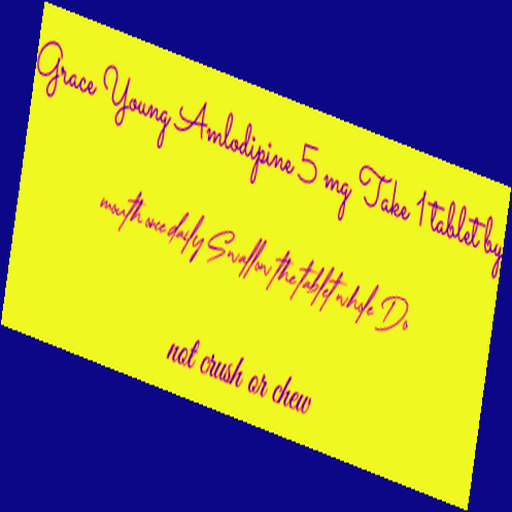 Grace Young Amlodipine 5 mg Take 1 tablet by
mouth once daily Swallow the tablet whole Do
not crush or chew